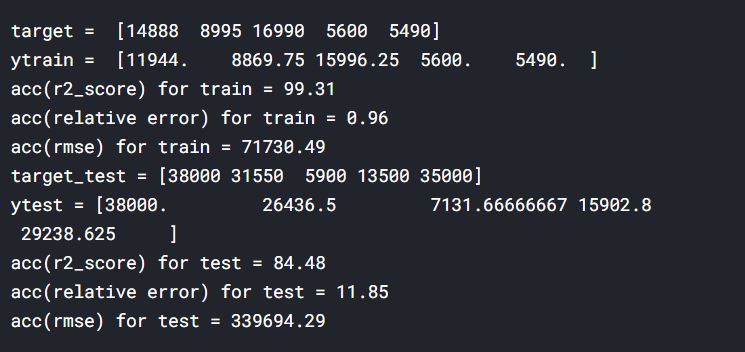 target =  [14888  8995 16990  5600  5490]
ytrain =  [11944.    8869.75 15996.25  5600.    5490.  ]
acc(r2_score) for train = 99.31
acc(relative error) for train = 0.96
acc(rmse) for train = 71730.49
target_test = [38000 31550  5900 13500 35000]
ytest = [38000.         26436.5         7131.66666667 15902.8
 29238.625     ]
acc(r2_score) for test = 84.48
acc(relative error) for test = 11.85
acc(rmse) for test = 339694.29